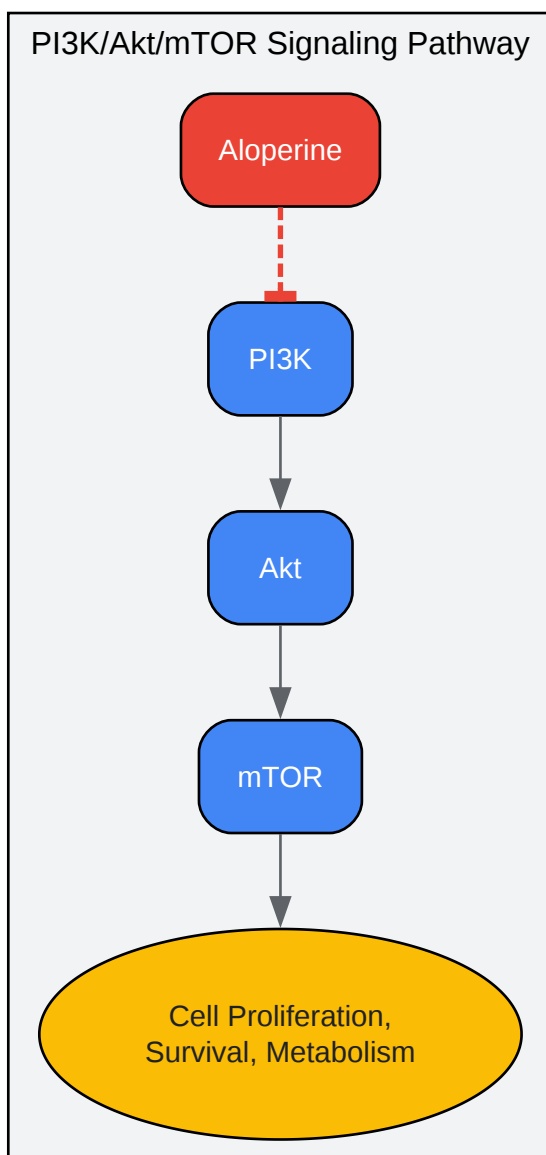 PI3K/Akt/mTOR Signaling Pathway
Aloperine
PI3K
Akt
mTOR
Cell Proliferation,
Survival, Metabolism